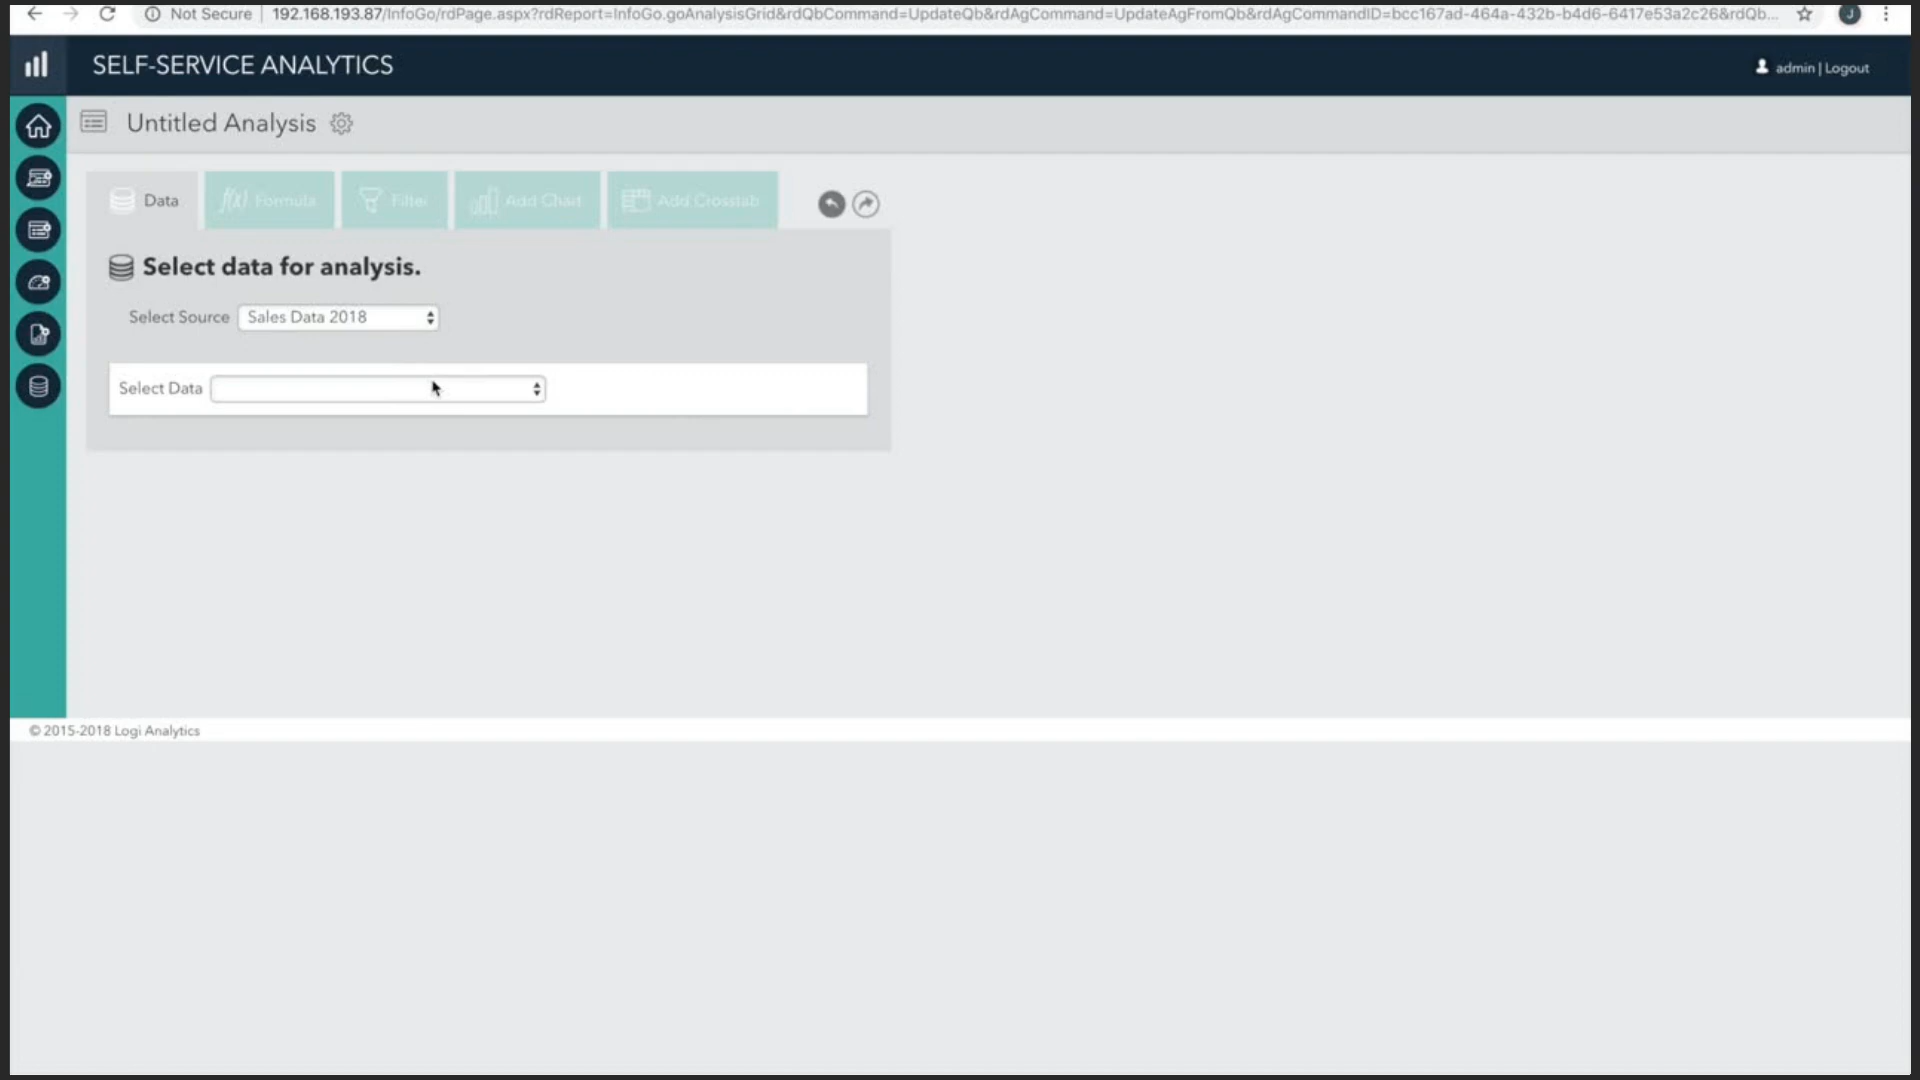 Not Secure | 192.168.193.87/InfoGo/rdPage.aspx?rdReport=InfoGo.goAnalysisGrid&rdQbCommand=UpdateQb&rdAgCommand=UpdateAgFromQb&rdAgCommandID=bcc167ad-464a-432b-b4d6-6417e53a2c26&rdQb...
J
SELF-SERVICE ANALYTICS
admin | Logout
Untitled Analysis
Data
f(x) Formula
Filter
Add Chart
Add Crosstab
Select data for analysis.
Select Source Sales Data 2018
Select Data
© 2015-2018 Logi Analytics